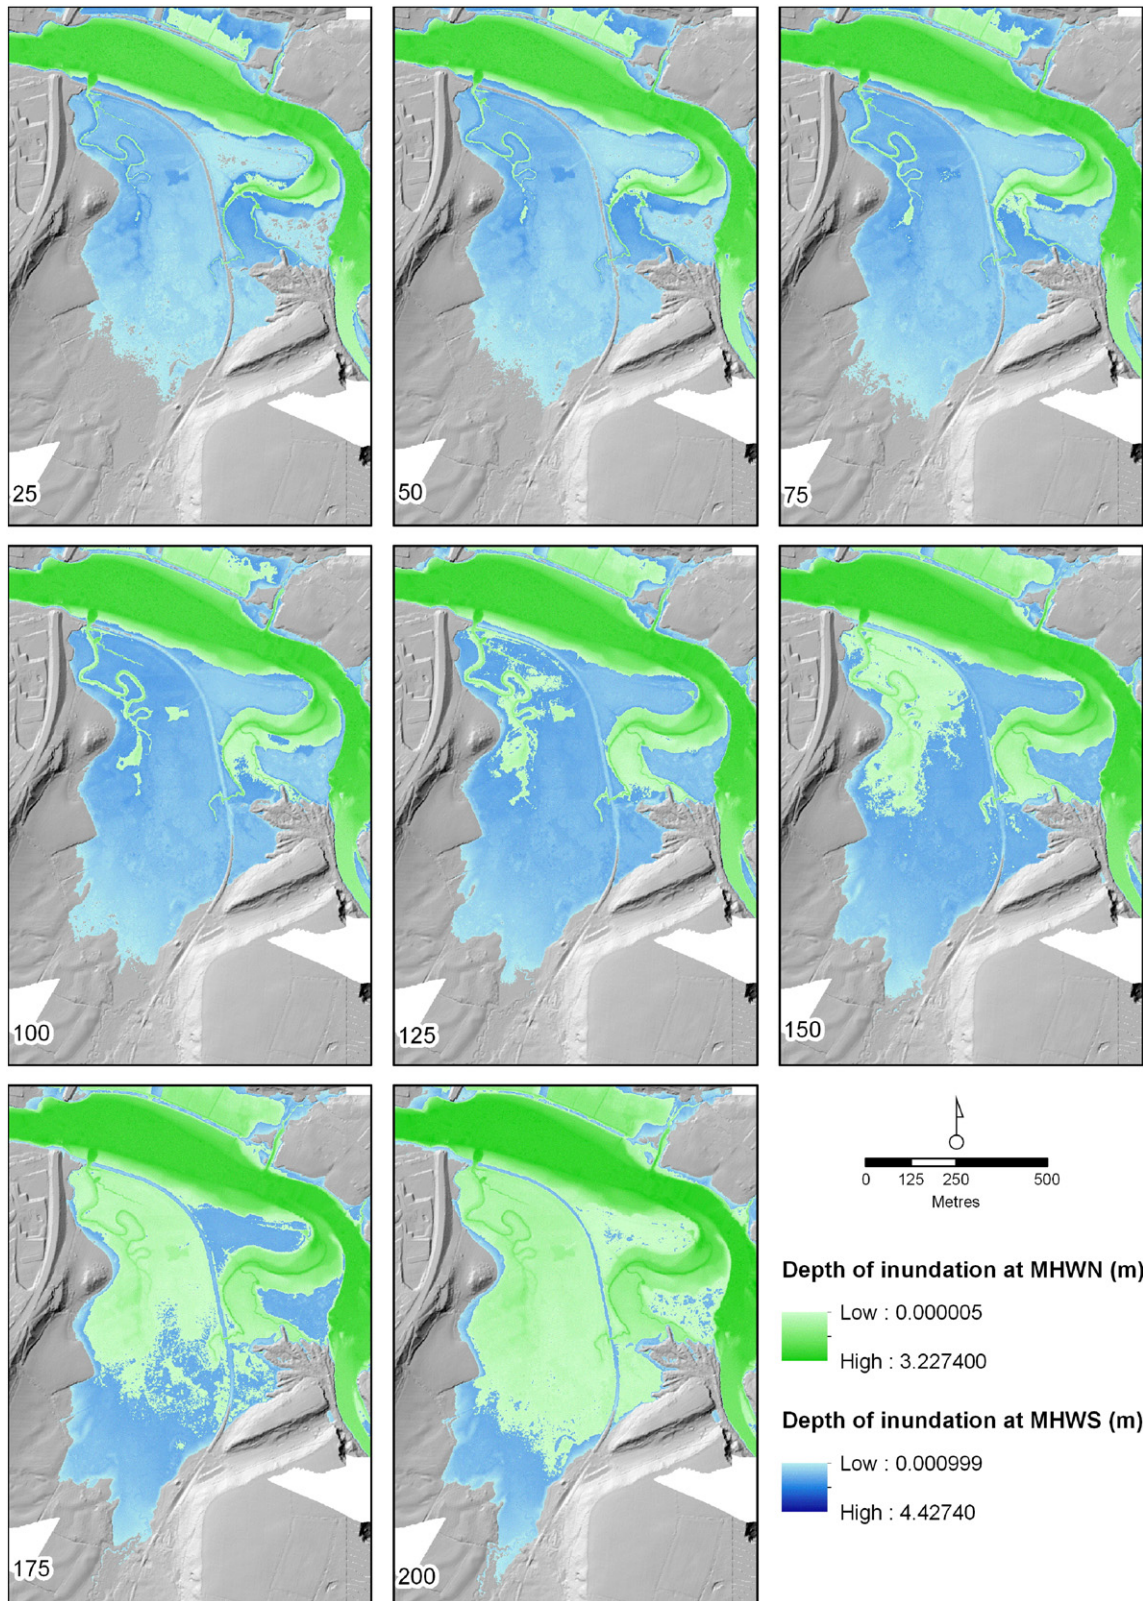 25
50
75
100
125
150
175
200
0 125 250 500
Metres
Depth of inundation at MHWN (m)
Low : 0.000005
High : 3.227400
Depth of inundation at MHWS (m)
Low : 0.000999
High : 4.42740